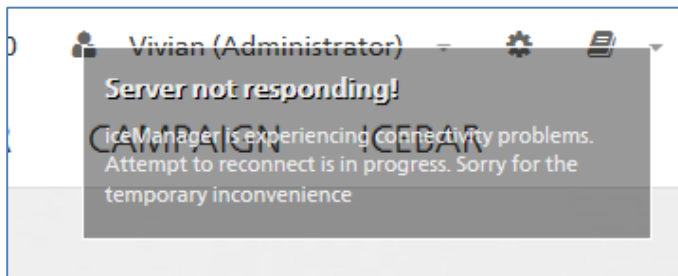 Vivian (Administrator)
Server not responding!
CAMPAIGN ICEBAR
iceManager is experiencing connectivity problems.
Attempt to reconnect is in progress. Sorry for the
temporary inconvenience